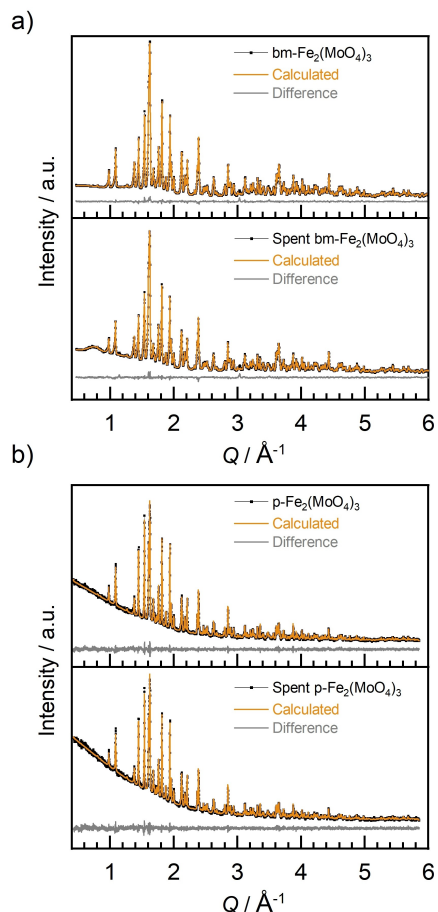 a)
bm-Fe₂(MoO₄)₃
Calculated
Difference
Spent bm-Fe₂(MoO₄)₃
Calculated
Difference
Intensity / a.u.
1 2 3 4 5 6
Q / Å⁻¹
b)
p-Fe₂(MoO₄)₃
Calculated
Difference
Spent p-Fe₂(MoO₄)₃
Calculated
Difference
Intensity / a.u.
1 2 3 4 5 6
Q / Å⁻¹